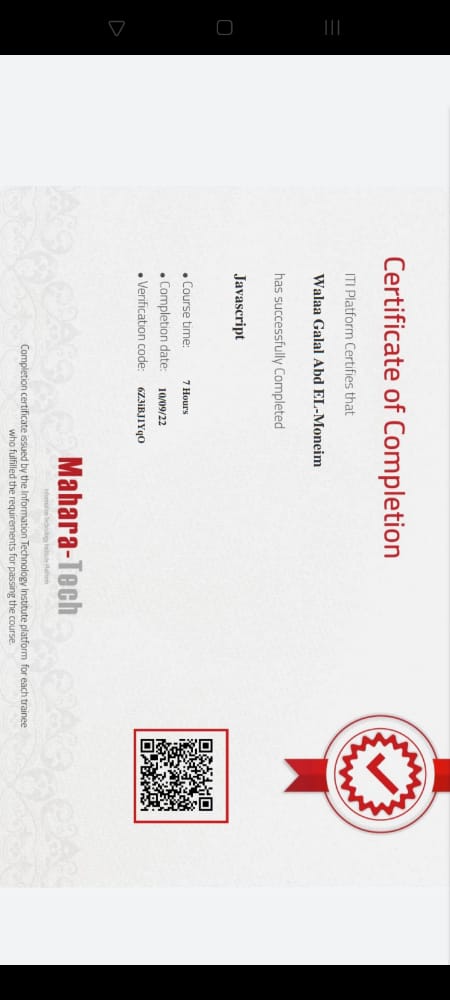 Certificate of Completion
ITI Platform Certifies that
Walaa Galal Abd EL-Moneim
has successfully Completed
Javascript
Course time: 7 Hours
Completion date: 10/09/22
Verification code: 6Z3iBJ1YqO
Mahara-Tech
Information Technology Institute Platform
Completion certificate issued by the Information Technology Institute platform for each trainee
who fulfilled the requirements for passing the course.